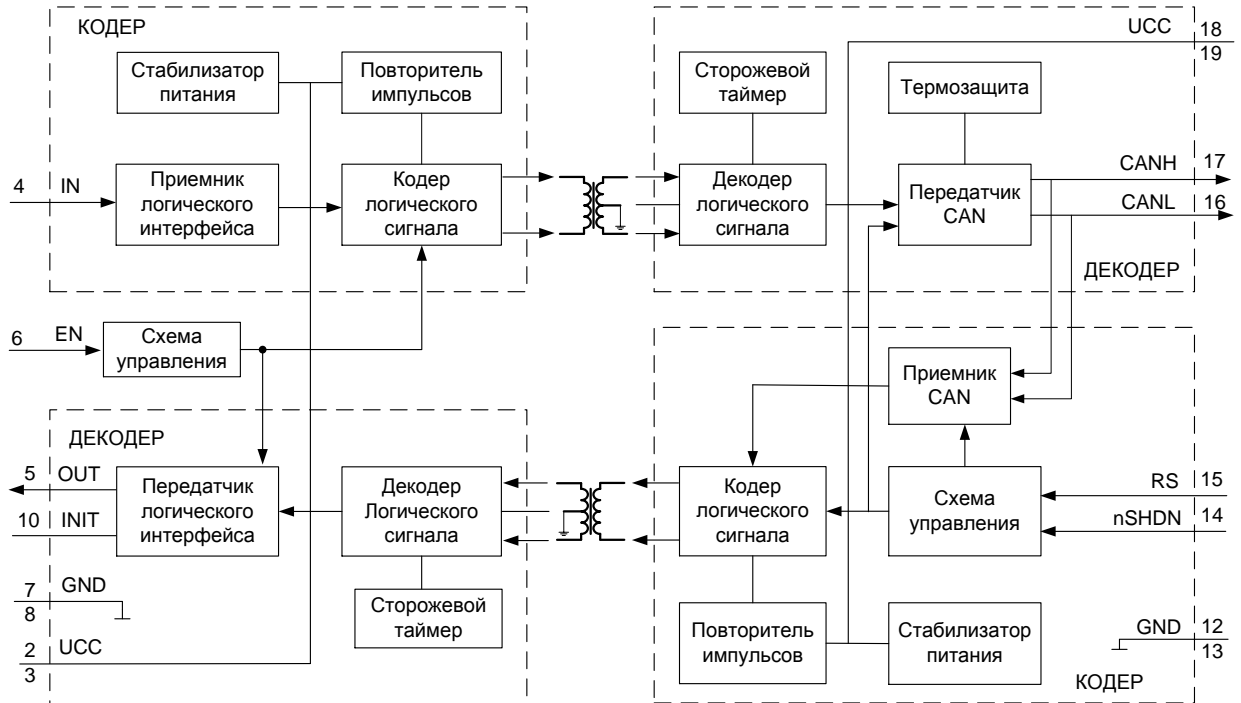 КОДЕР
Стабилизатор
питания
Повторитель
импульсов
4 IN
Приемник
логического
интерфейса
Кодер
логического
сигнала
UCC 18
19
Сторожевой
таймер
Термозащита
Декодер
логического
сигнала
Передатчик
CAN
CANH 17
CANL 16
ДЕКОДЕР
6 EN
Схема
управления
Приемник
CAN
ДЕКОДЕР
5 OUT
10 INIT
Передатчик
логического
интерфейса
Декодер
Логического
сигнала
Сторожевой
таймер
7 GND
8
2 UCC
3
Кодер
логического
сигнала
Схема
управления
RS 15
nSHDN 14
Повторитель
импульсов
Стабилизатор
питания
GND 12
13
КОДЕР